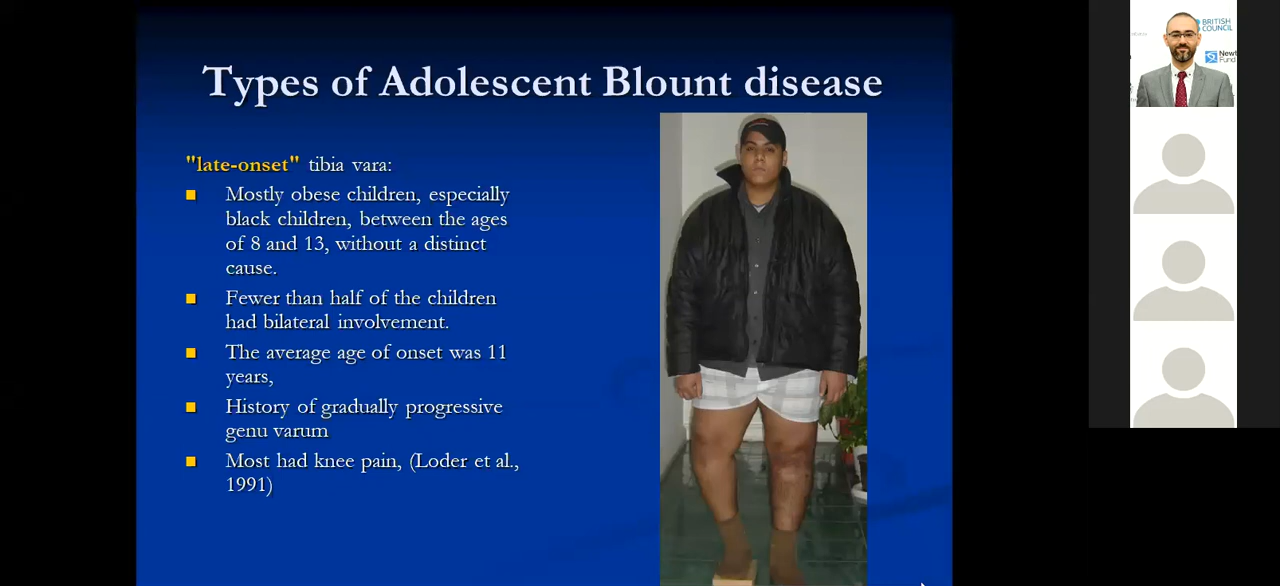 Types of Adolescent Blount disease
"late-onset" tibia vara:
Mostly obese children, especially
black children, between the ages
of 8 and 13, without a distinct
cause.
Fewer than half of the children
had bilateral involvement.
The average age of onset was 11
years,
History of gradually progressive
genu varum
Most had knee pain, (Loder et al.,
1991)
BRITISH
COUNCIL
Fund